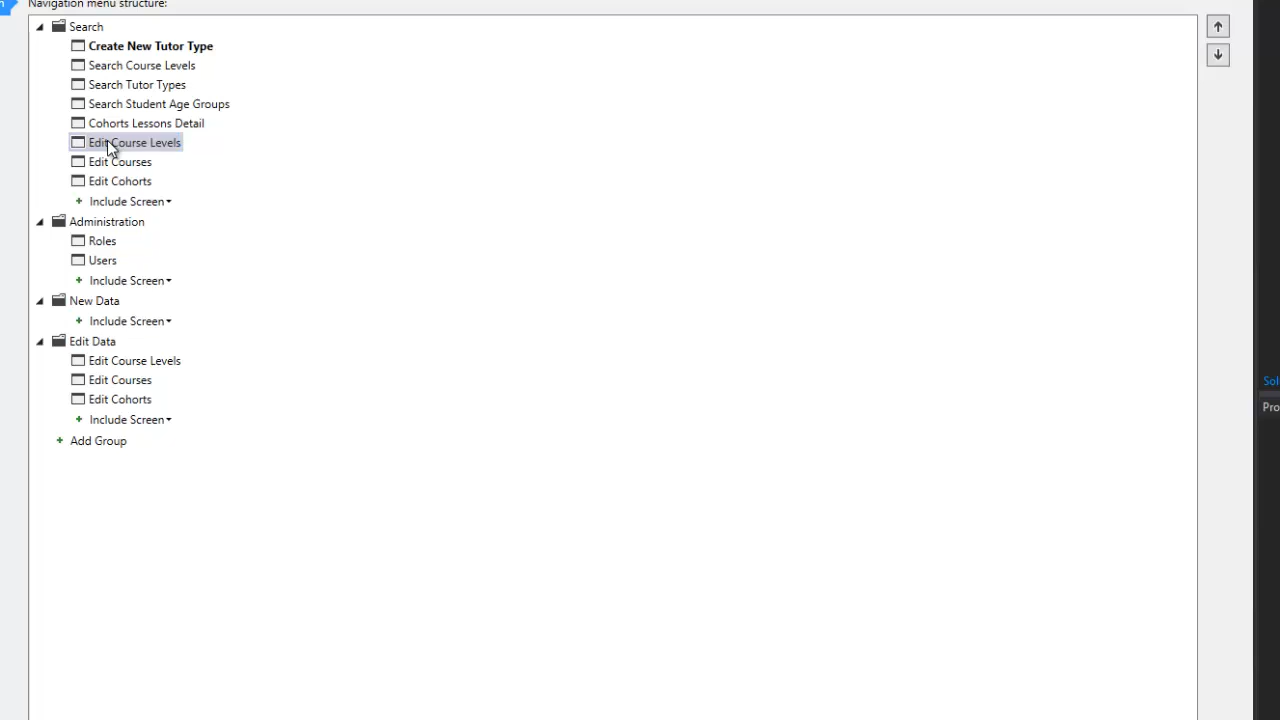 Navigation menu structure:
Search
Create New Tutor Type
Search Course Levels
Search Tutor Types
Search Student Age Groups
Cohorts Lessons Detail
Edit Course Levels
Edit Courses
Edit Cohorts
+ Include Screen
Administration
Roles
Users
+ Include Screen
New Data
+ Include Screen
Edit Data
Edit Course Levels
Edit Courses
Edit Cohorts
+ Include Screen
+ Add Group
Sol
Pro